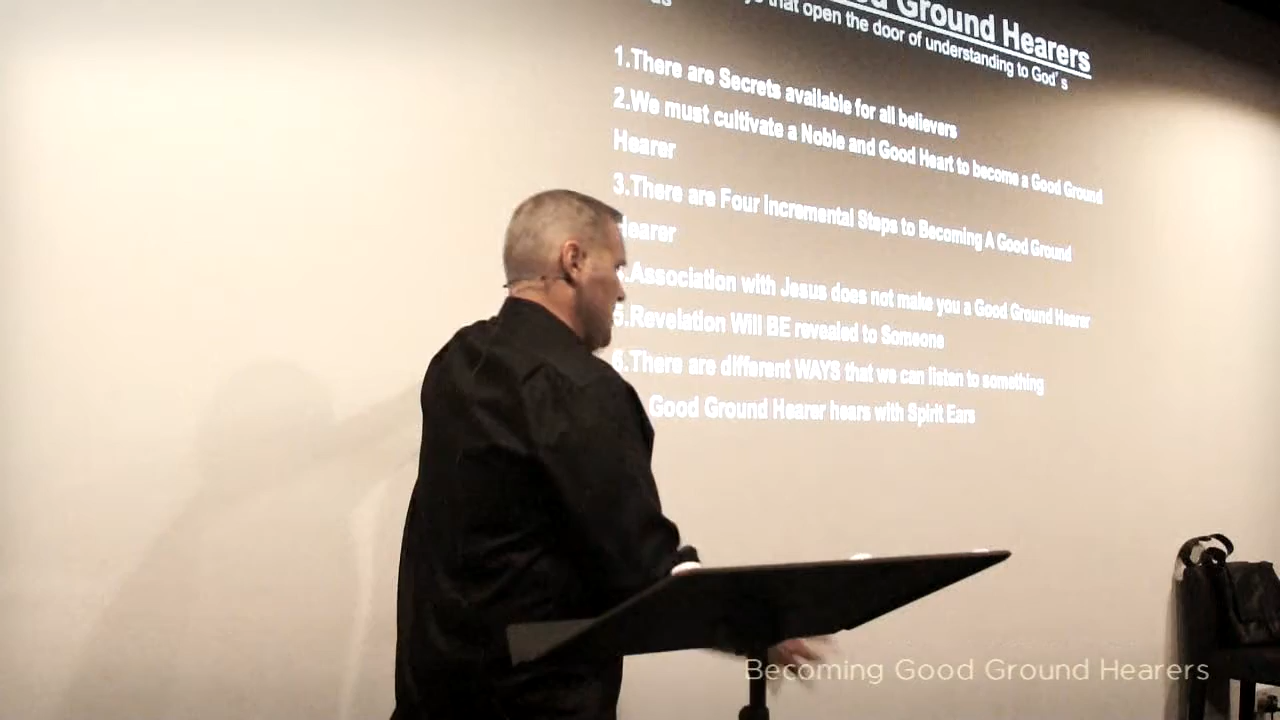 Good Ground Hearers
that open the door of understanding to God's
1.There are Secrets available for all believers
2.We must cultivate a Noble and Good Heart to become a Good Ground
Hearer
3.There are Four Incremental Steps to Becoming A Good Ground
Hearer
4.Association with Jesus does not make you a Good Ground Hearer
5.Revelation Will BE revealed to Someone
6.There are different WAYS that we can listen to something
Good Ground Hearer hears with Spirit Ears
Becoming Good Ground Hearers